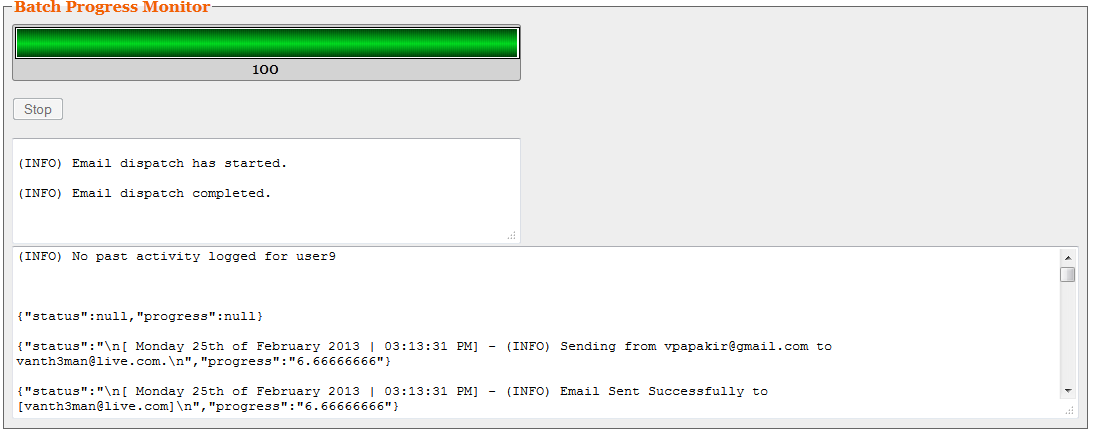 Batch Progress Monitor
100
Stop
(INFO) Email dispatch has started.
(INFO) Email dispatch completed.
(INFO) No past activity logged for user9
{"status":null,"progress":null}
{"status":"\n[ Monday 25th of February 2013 | 03:13:31 PM] - (INFO) Sending from vpapakir@gmail.com to
vanth3man@live.com.\n","progress":"6.66666666"}
{"status":"\n[ Monday 25th of February 2013 | 03:13:31 PM] - (INFO) Email Sent Successfully to
[vanth3man@live.com]\n","progress":"6.66666666"}